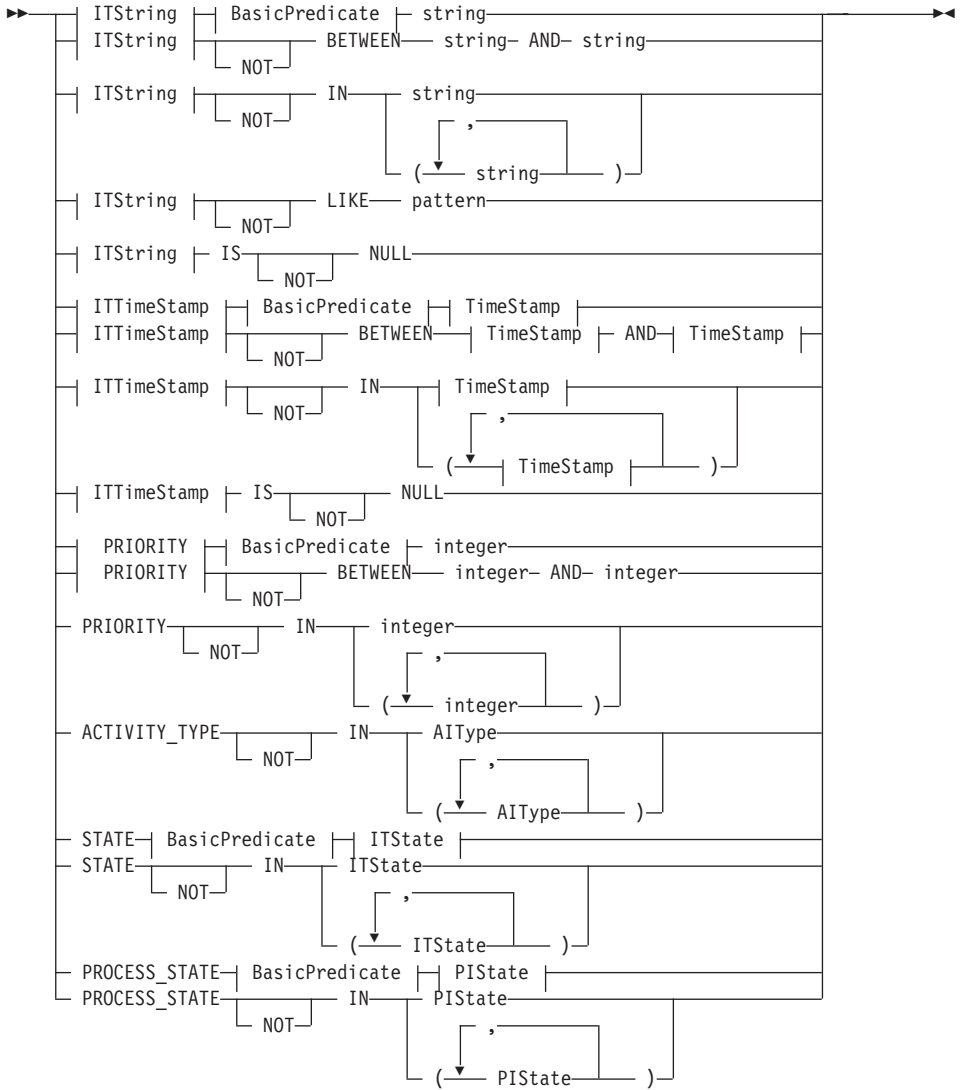 ITString BasicPredicate string
ITString BETWEEN string AND string
NOT
ITString IN string
NOT ,
( string )
ITString LIKE pattern
NOT
ITString IS NULL
NOT
ITTimeStamp BasicPredicate TimeStamp
ITTimeStamp BETWEEN TimeStamp AND TimeStamp
NOT
ITTimeStamp IN TimeStamp
NOT ,
( TimeStamp )
ITTimeStamp IS NULL
NOT
PRIORITY BasicPredicate integer
PRIORITY BETWEEN integer AND integer
NOT
PRIORITY IN integer
NOT ,
( integer )
ACTIVITY_TYPE IN AIType
NOT ,
( AIType )
STATE BasicPredicate ITState
STATE IN ITState
NOT ,
( ITState )
PROCESS_STATE BasicPredicate PIState
PROCESS_STATE IN PIState
NOT ,
( PIState )